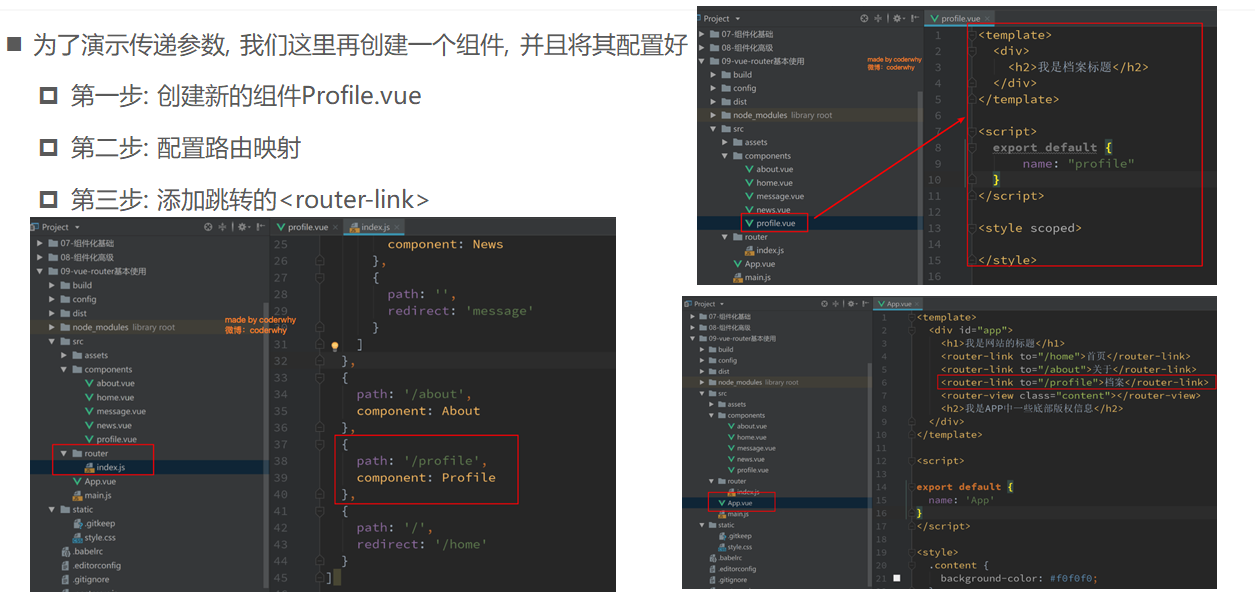 为了演示传递参数, 我们这里再创建一个组件, 并且将其配置好
第一步: 创建新的组件Profile.vue
第二步: 配置路由映射
第三步: 添加跳转的<router-link>
Project
profile.vue
07-组件化基础
08-组件化高级
09-vue-router基本使用
build
config
dist
node_modules library root
src
assets
components
about.vue
home.vue
message.vue
news.vue
profile.vue
router
index.js
App.vue
main.js
made by coderwhy
微博: coderwhy
1 <template>
2 <div>
3 <h2>我是档案标题</h2>
4 </div>
5 </template>
6
7 <script>
8 export default {
9 name: "profile"
10 }
11 </script>
12
13 <style scoped>
14
15 </style>
16
Project
profile.vue
index.js
07-组件化基础
08-组件化高级
09-vue-router基本使用
build
config
dist
node_modules library root
src
assets
components
about.vue
home.vue
message.vue
news.vue
profile.vue
router
index.js
App.vue
main.js
static
.gitkeep
style.css
.babelrc
.editorconfig
.gitignore
made by coderwhy
微博: coderwhy
25 component: News
26 },
27 {
28 path: '',
29 redirect: 'message'
30 }
31 ]
32 },
33 {
34 path: '/about',
35 component: About
36 },
37 {
38 path: '/profile',
39 component: Profile
40 },
41 {
42 path: '/',
43 redirect: '/home'
44 }
45 ]
Project
App.vue
07-组件化基础
08-组件化高级
09-vue-router基本使用
build
config
dist
node_modules library root
src
assets
components
about.vue
home.vue
message.vue
news.vue
profile.vue
router
index.js
App.vue
main.js
static
.gitkeep
style.css
.babelrc
.editorconfig
.gitignore
1 <template>
2 <div id="app">
3 <h1>我是网站的标题</h1>
4 <router-link to="/home">首页</router-link>
5 <router-link to="/about">关于</router-link>
6 <router-link to="/profile">档案</router-link>
7 <router-view class="content"></router-view>
8 <h2>我是APP中一些底部版权信息</h2>
9 </div>
10 </template>
11
12 <script>
13
14 export default {
15 name: 'App'
16 }
17 </script>
18
19 <style>
20 .content {
21 background-color: #f0f0f0;